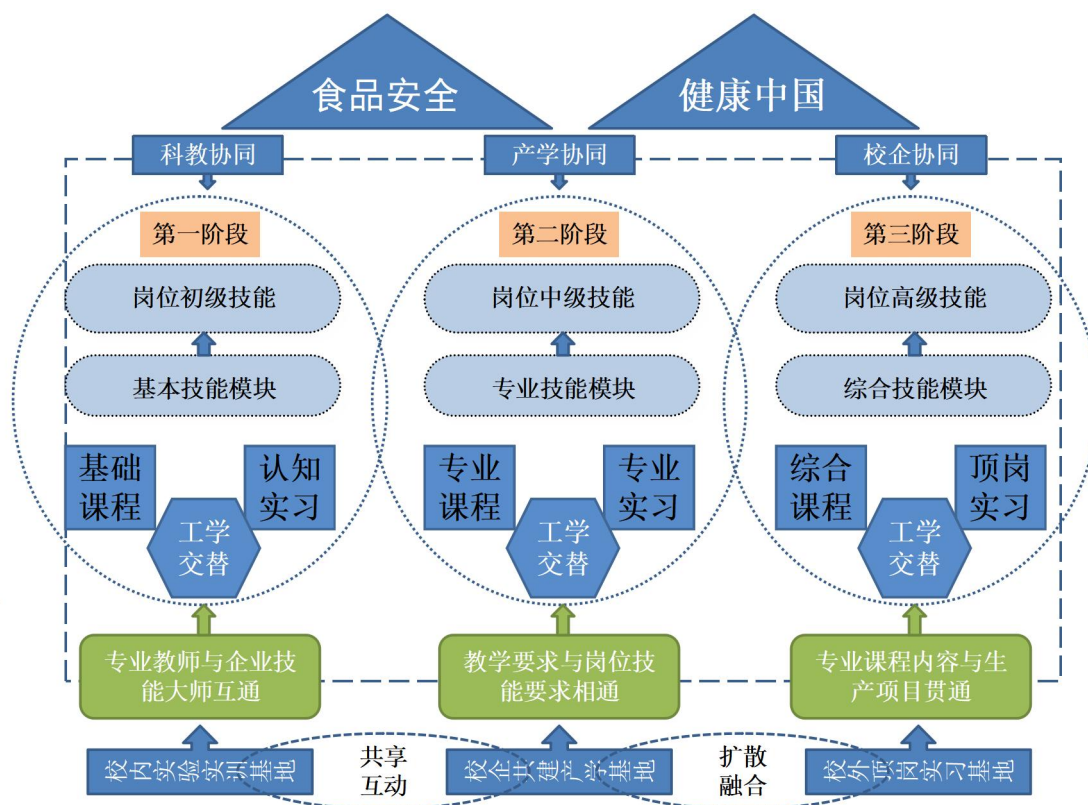 食品安全
健康中国
科教协同
产学协同
校企协同
第一阶段
第二阶段
第三阶段
岗位初级技能
岗位中级技能
岗位高级技能
基本技能模块
专业技能模块
综合技能模块
基础
课程
认知
实习
专业
课程
专业
实习
综合
课程
顶岗
实习
工学
交替
工学
交替
工学
交替
专业教师与企业技
能大师互通
教学要求与岗位技
能要求相通
专业课程内容与生
产项目贯通
校内实验实训基地
共享
互动
校企共建产学基地
扩散
融合
校外顶岗实习基地